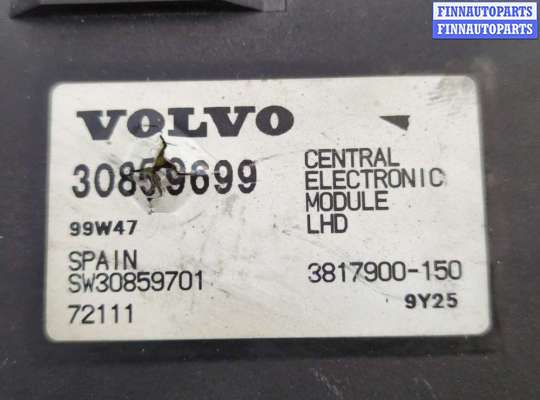 FINNAUTOPARTS
FINNAUTOPARTS
VOLVO
30859699
CENTRAL
ELECTRONIC
MODULE
LHD
99W47
SPAIN
SW30859701
3817900-150
72111
9Y25